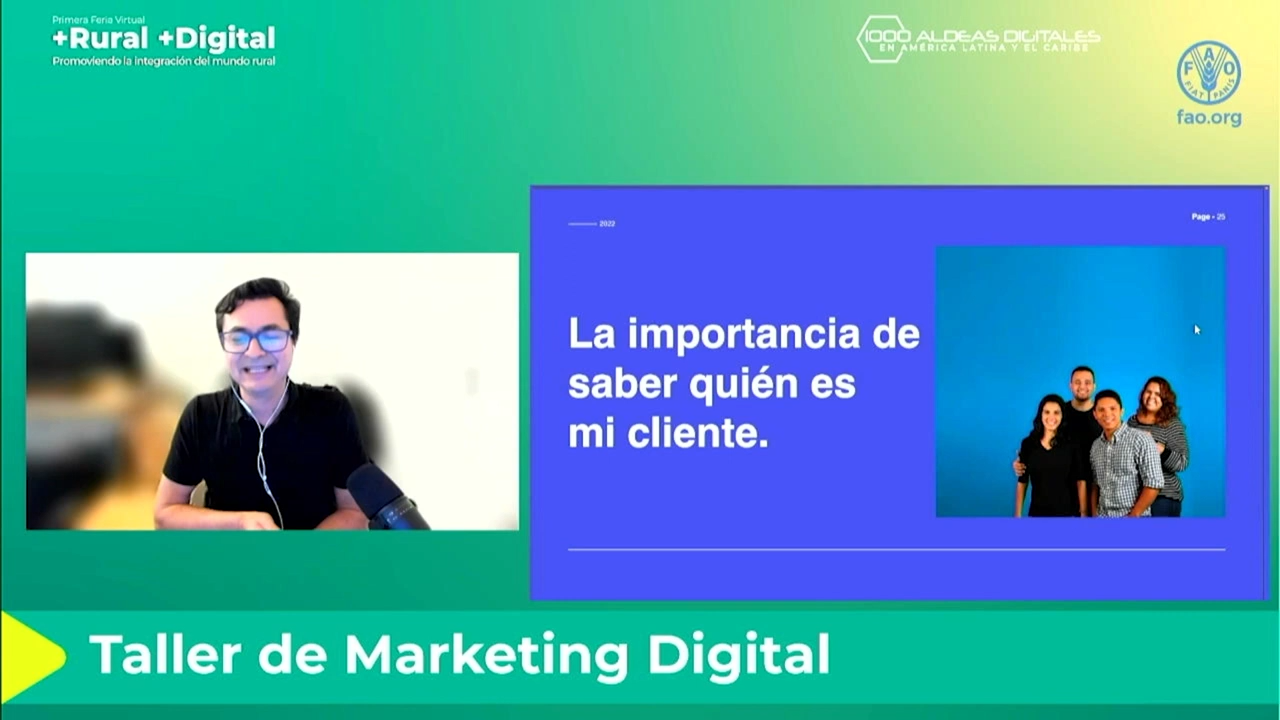 Primera Feria Virtual
+Rural +Digital
Promoviendo la integración del mundo rural
1000 ALDEAS DIGITALES
EN AMÉRICA LATINA Y EL CARIBE
F A O
FIAT PANIS
fao.org
2022
Page - 25
La importancia de
saber quién es
mi cliente.
Taller de Marketing Digital